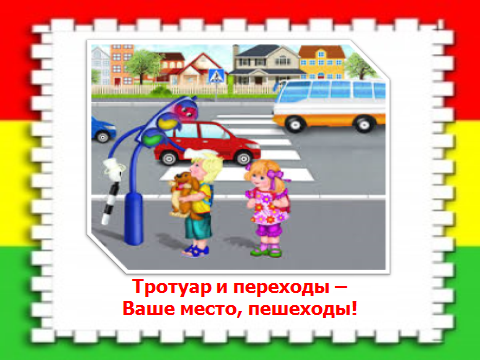 Тротуар и переходы –
Ваше место, пешеходы!